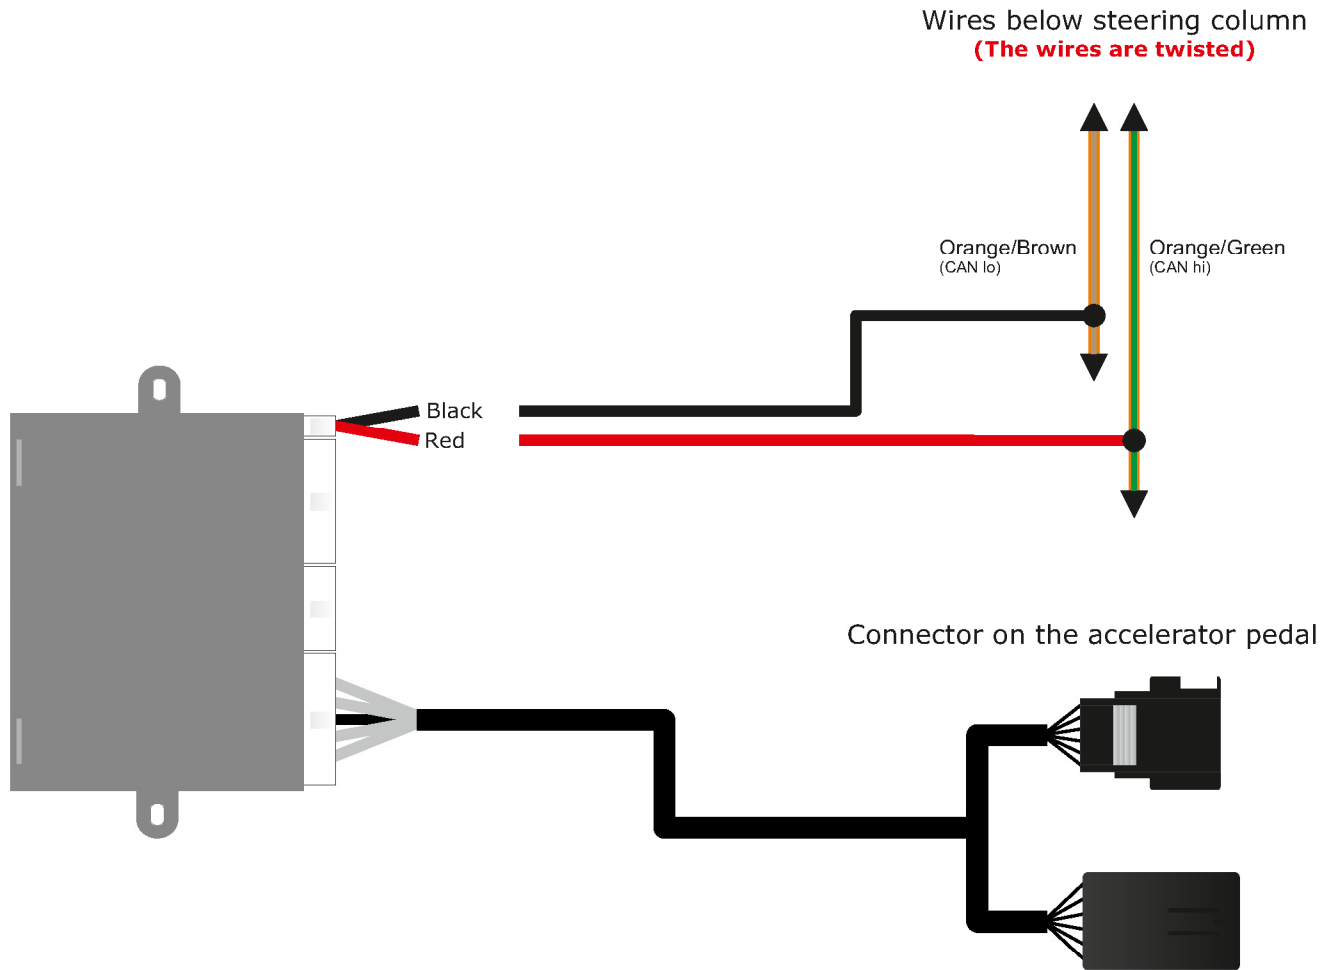 Wires below steering column
(The wires are twisted)
Orange/Brown
(CAN lo)
Orange/Green
(CAN hi)
Black
Red
Connector on the accelerator pedal